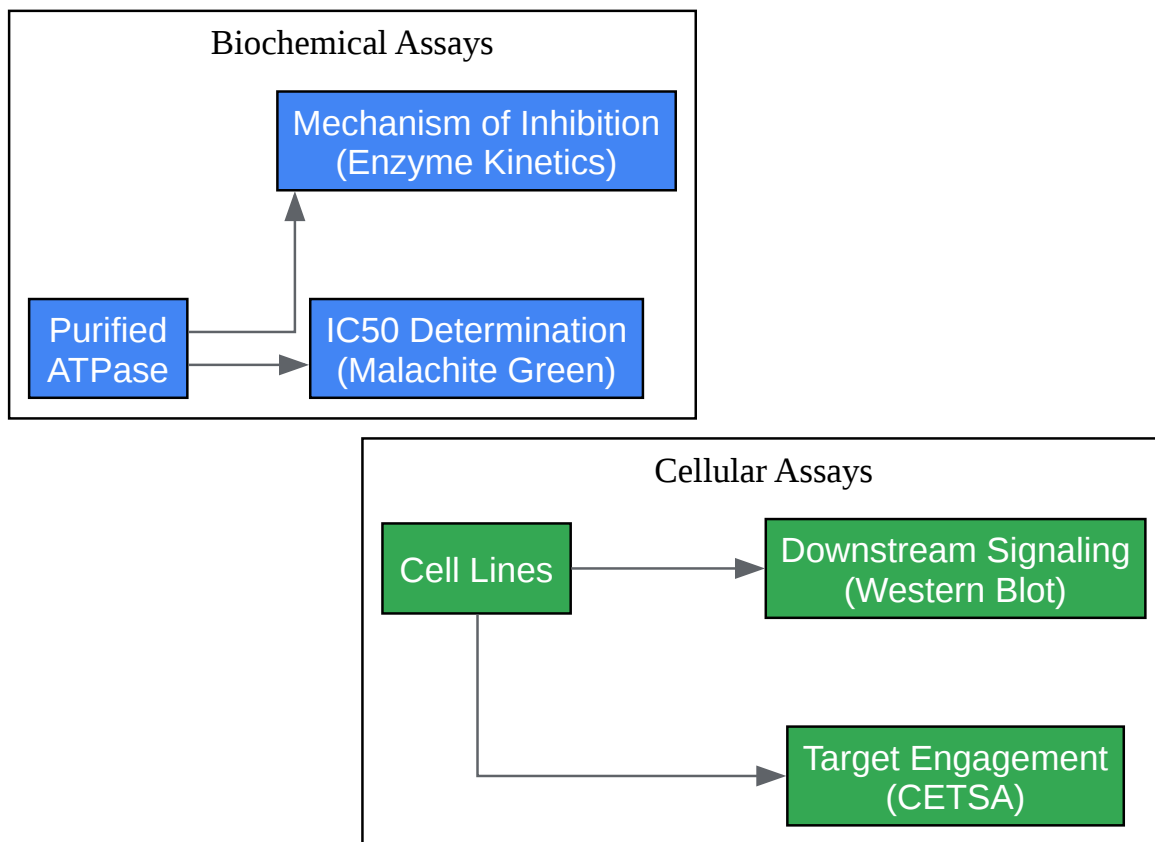 Biochemical Assays
Mechanism of Inhibition
(Enzyme Kinetics)
Purified
ATPase
IC50 Determination
(Malachite Green)
Cellular Assays
Cell Lines
Downstream Signaling
(Western Blot)
Target Engagement
(CETSA)